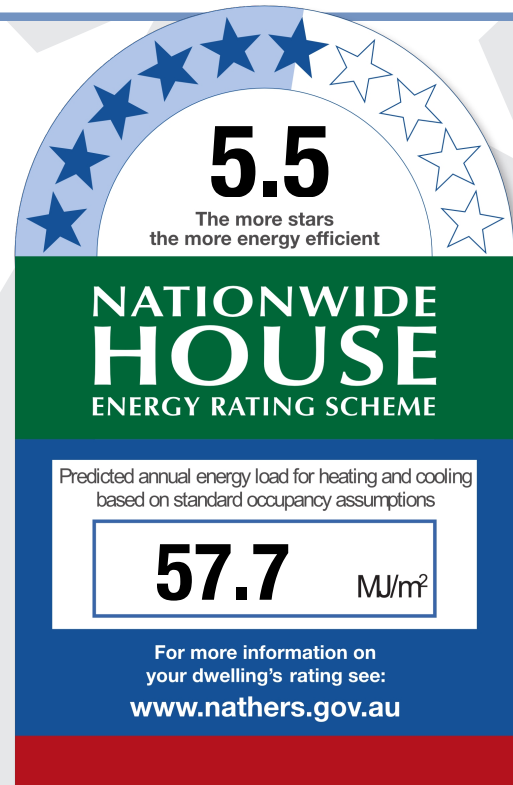 5.5
The more stars
the more energy efficient
NATIONWIDE
HOUSE
ENERGY RATING SCHEME
Predicted annual energy load for heating and cooling
based on standard occupancy assumptions
57.7 MJ/m²
For more information on
your dwelling's rating see:
www.nathers.gov.au